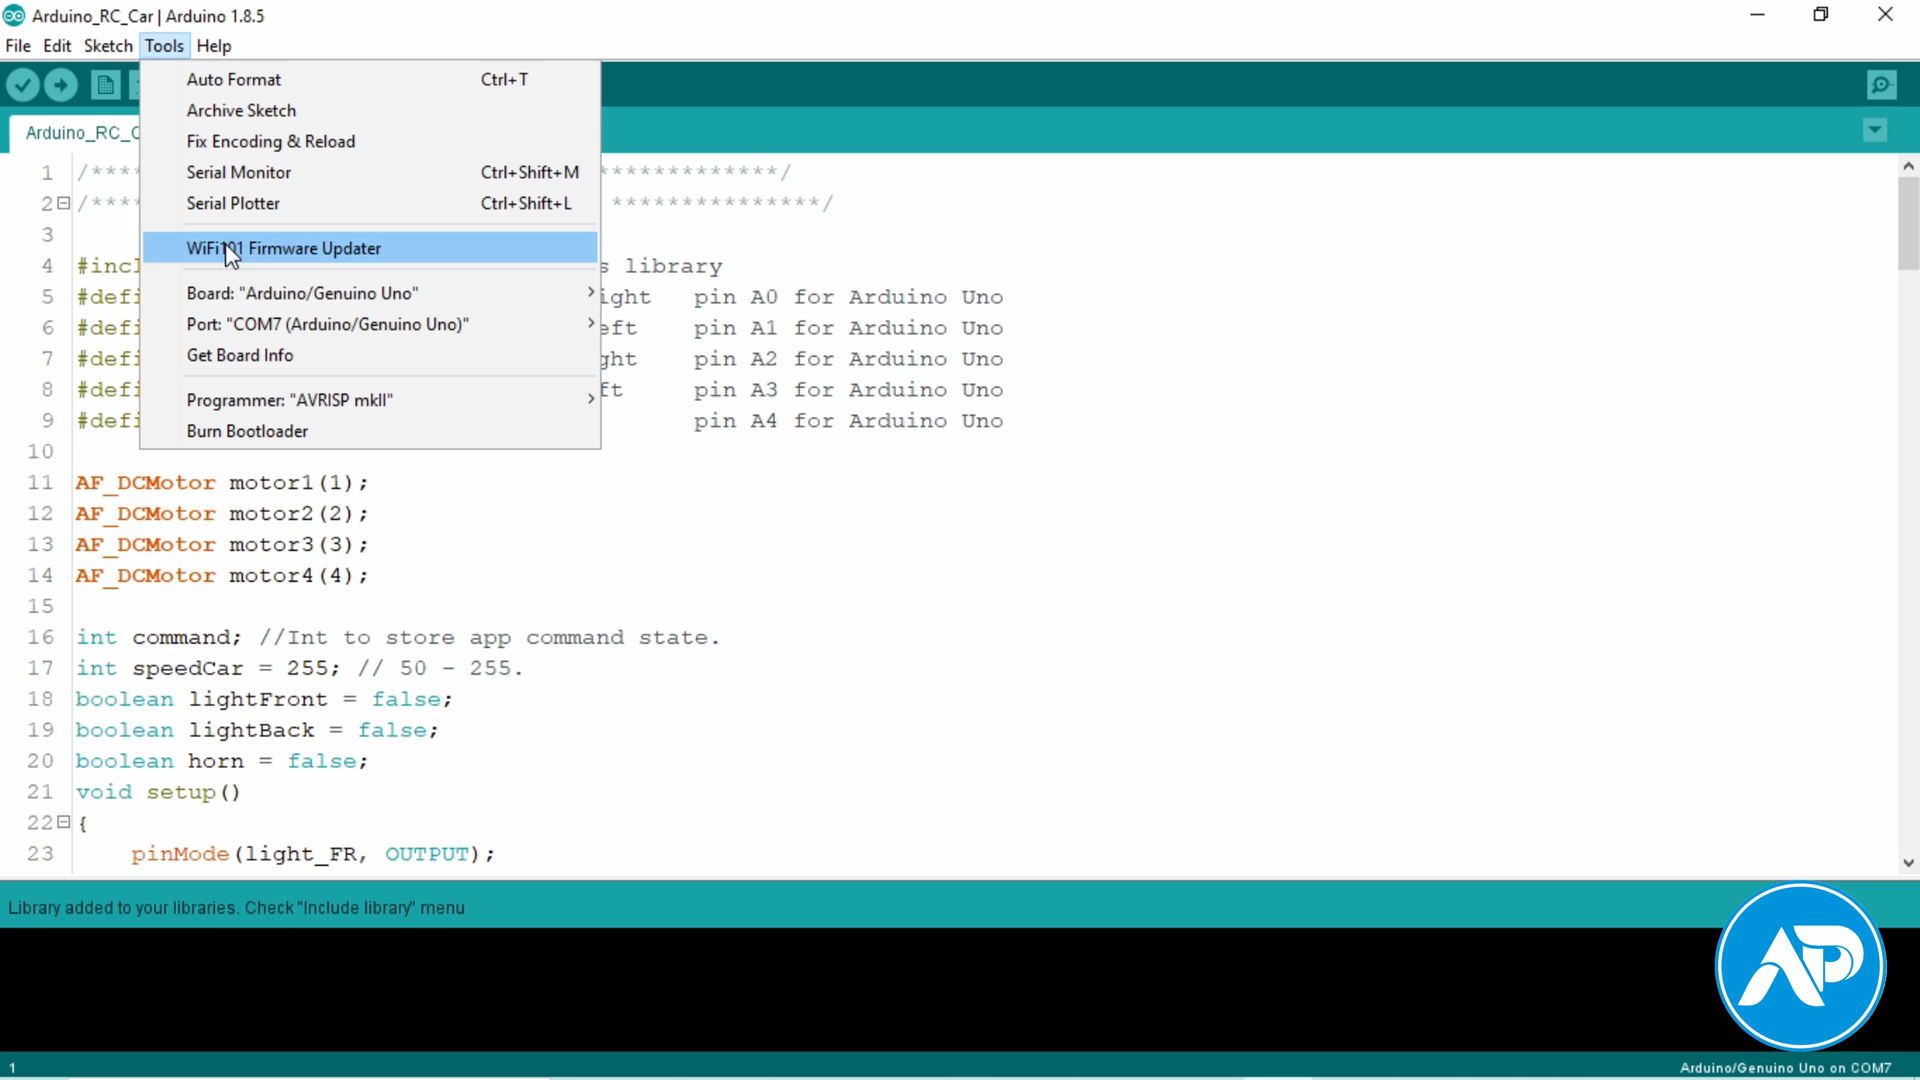 Arduino_RC_Car | Arduino 1.8.5
File Edit Sketch Tools Help
Auto Format Ctrl+T
Archive Sketch
Arduino_RC_C
Fix Encoding & Reload
Serial Monitor Ctrl+Shift+M
Serial Plotter Ctrl+Shift+L
WiFi101 Firmware Updater
Board: "Arduino/Genuino Uno"
Port: "COM7 (Arduino/Genuino Uno)"
Get Board Info
Programmer: "AVRISP mkII"
Burn Bootloader
1 /**** *************/
2 /**** ***************/
3
4 #incl s library
5 #defi ight pin A0 for Arduino Uno
6 #defi eft pin A1 for Arduino Uno
7 #defi ght pin A2 for Arduino Uno
8 #defi ft pin A3 for Arduino Uno
9 #defi pin A4 for Arduino Uno
10
11 AF_DCMotor motor1(1);
12 AF_DCMotor motor2(2);
13 AF_DCMotor motor3(3);
14 AF_DCMotor motor4(4);
15
16 int command; //Int to store app command state.
17 int speedCar = 255; // 50 - 255.
18 boolean lightFront = false;
19 boolean lightBack = false;
20 boolean horn = false;
21 void setup()
22 {
23 pinMode(light_FR, OUTPUT);
Library added to your libraries. Check "Include library" menu
AP
1 Arduino/Genuino Uno on COM7